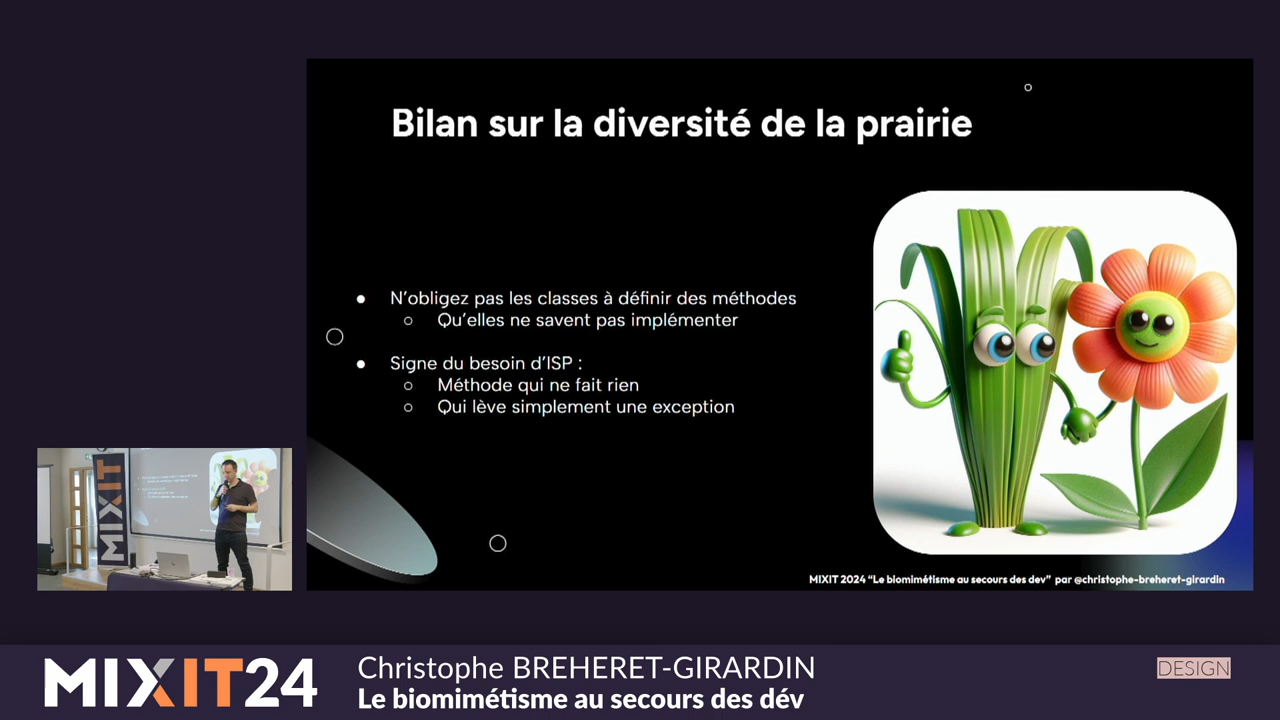 Bilan sur la diversité de la prairie
● N’obligez pas les classes à définir des méthodes
○ Qu’elles ne savent pas implémenter
● Signe du besoin d’ISP :
○ Méthode qui ne fait rien
○ Qui lève simplement une exception
MIXIT 2024 “Le biomimétisme au secours des dev” par @christophe-breheret-girardin
MIXIT
MIXIT24
Christophe BREHERET-GIRARDIN
Le biomimétisme au secours des dév
DESIGN